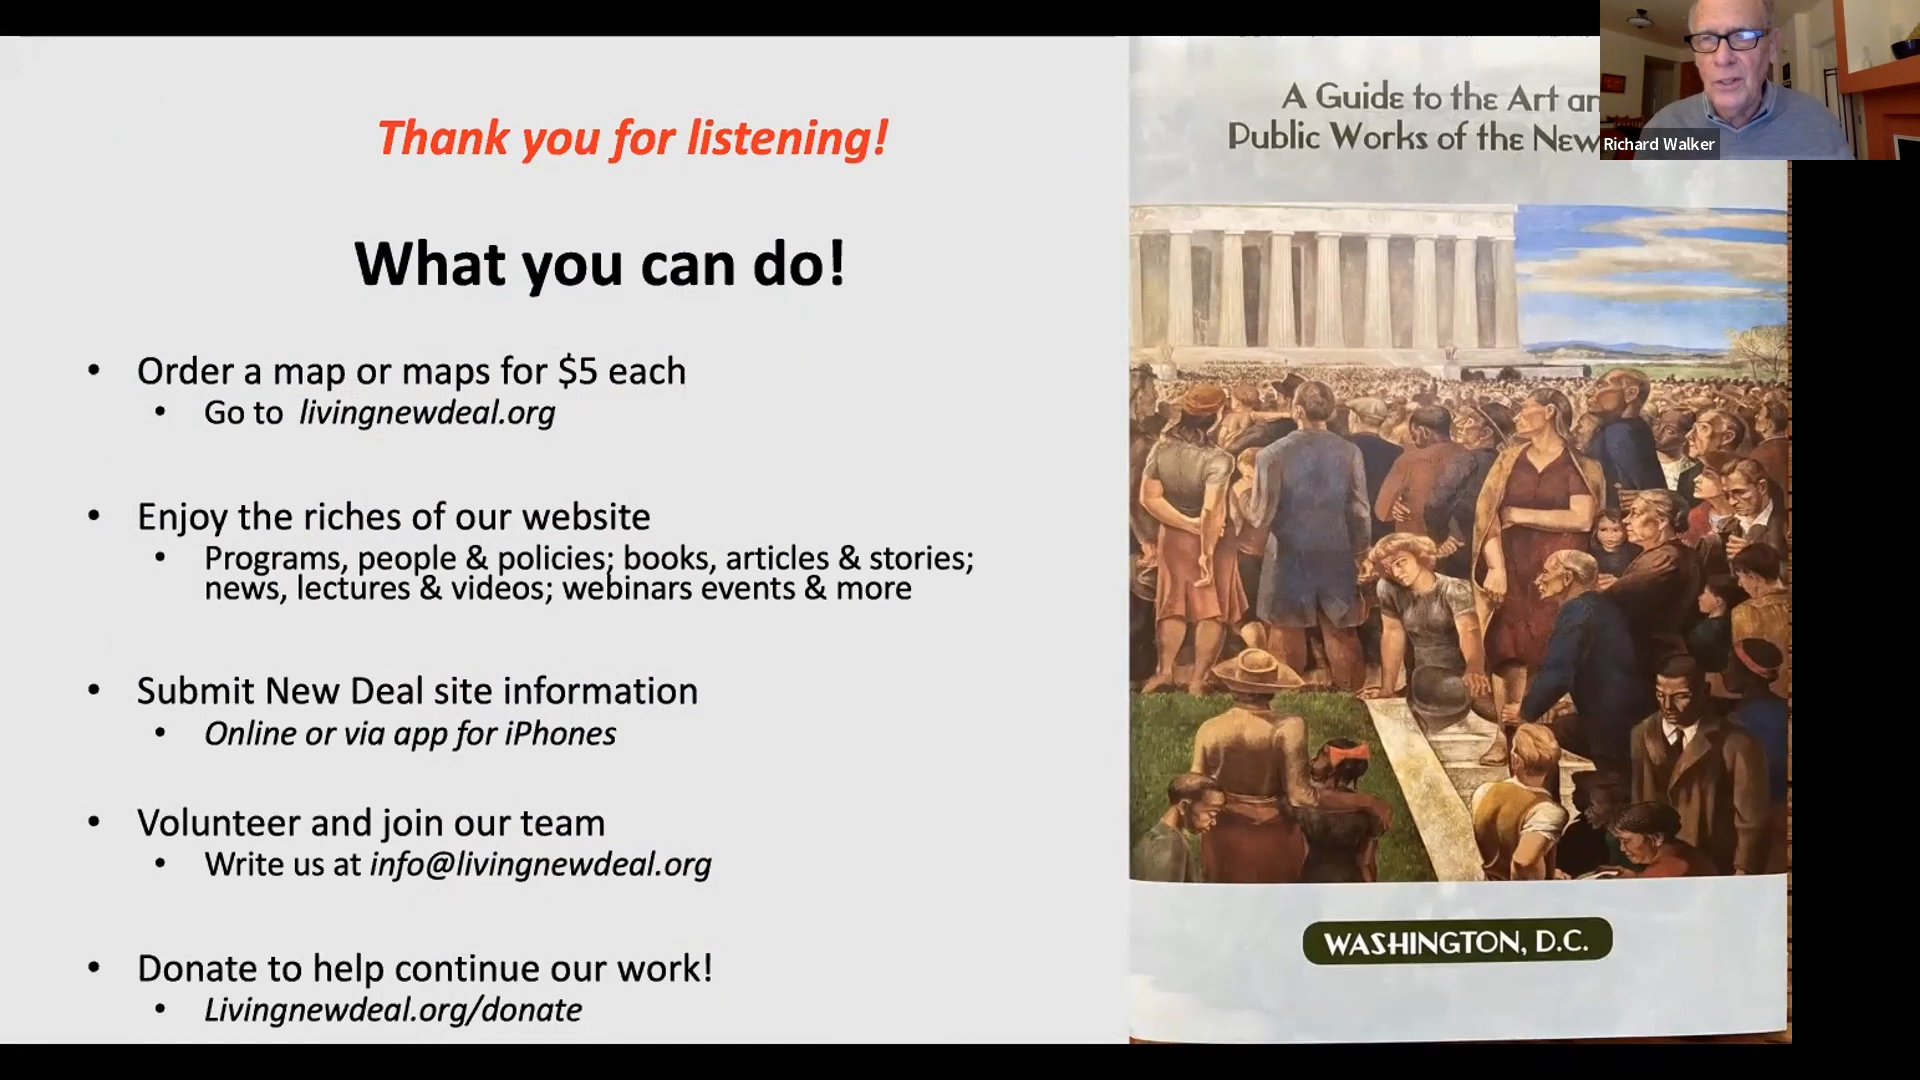 Thank you for listening!
What you can do!
• Order a map or maps for $5 each
• Go to livingnewdeal.org
• Enjoy the riches of our website
• Programs, people & policies; books, articles & stories;
news, lectures & videos; webinars events & more
• Submit New Deal site information
• Online or via app for iPhones
• Volunteer and join our team
• Write us at info@livingnewdeal.org
• Donate to help continue our work!
• Livingnewdeal.org/donate
A Guide to the Art an
Public Works of the New
WASHINGTON, D.C.
Richard Walker